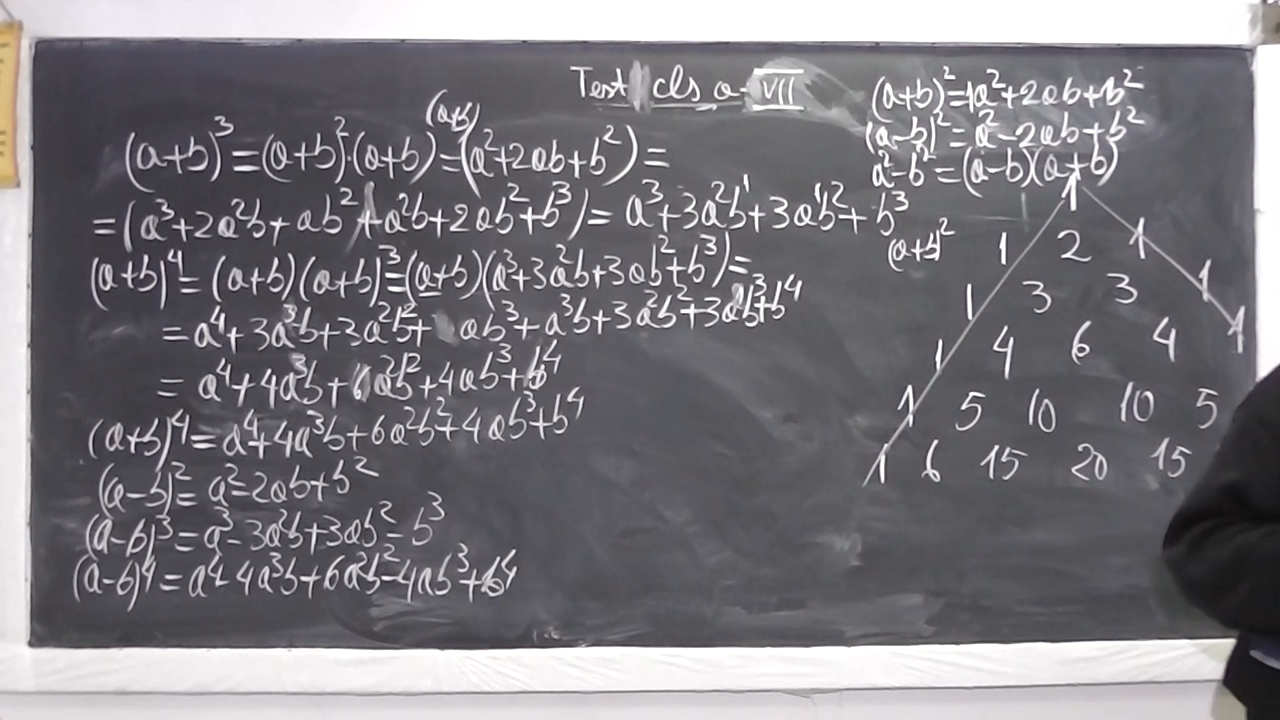 Test cls a-VII
(a+b)²=1a²+2ab+b²
(a-b)²=a²-2ab+b²
a²-b²=(a-b)(a+b)
(a+b)
(a+b)³=(a+b)²·(a+b)=(a²+2ab+b²)=
=(a³+2a²b+ab²+a²b+2ab²+b³)=a³+3a²b¹+3a¹b²+b³
(a+b)⁴=(a+b)(a+b)³=(a+b)(a³+3a²b+3ab²+b³)=
=a⁴+3a³b+3a²b²+ab³+a³b+3a²b²+3ab³+b⁴
=a⁴+4a³b+6a²b²+4ab³+b⁴
(a+b)⁴=a⁴+4a³b+6a²b²+4ab³+b⁴
(a-b)²=a²-2ab+b²
(a-b)³=a³-3a²b+3ab²-b³
(a-b)⁴=a⁴-4a³b+6a²b²-4ab³+b⁴
1
(a+b)² 1 2 1
1 3 3 1
1 4 6 4 1
1 5 10 10 5
1 6 15 20 15